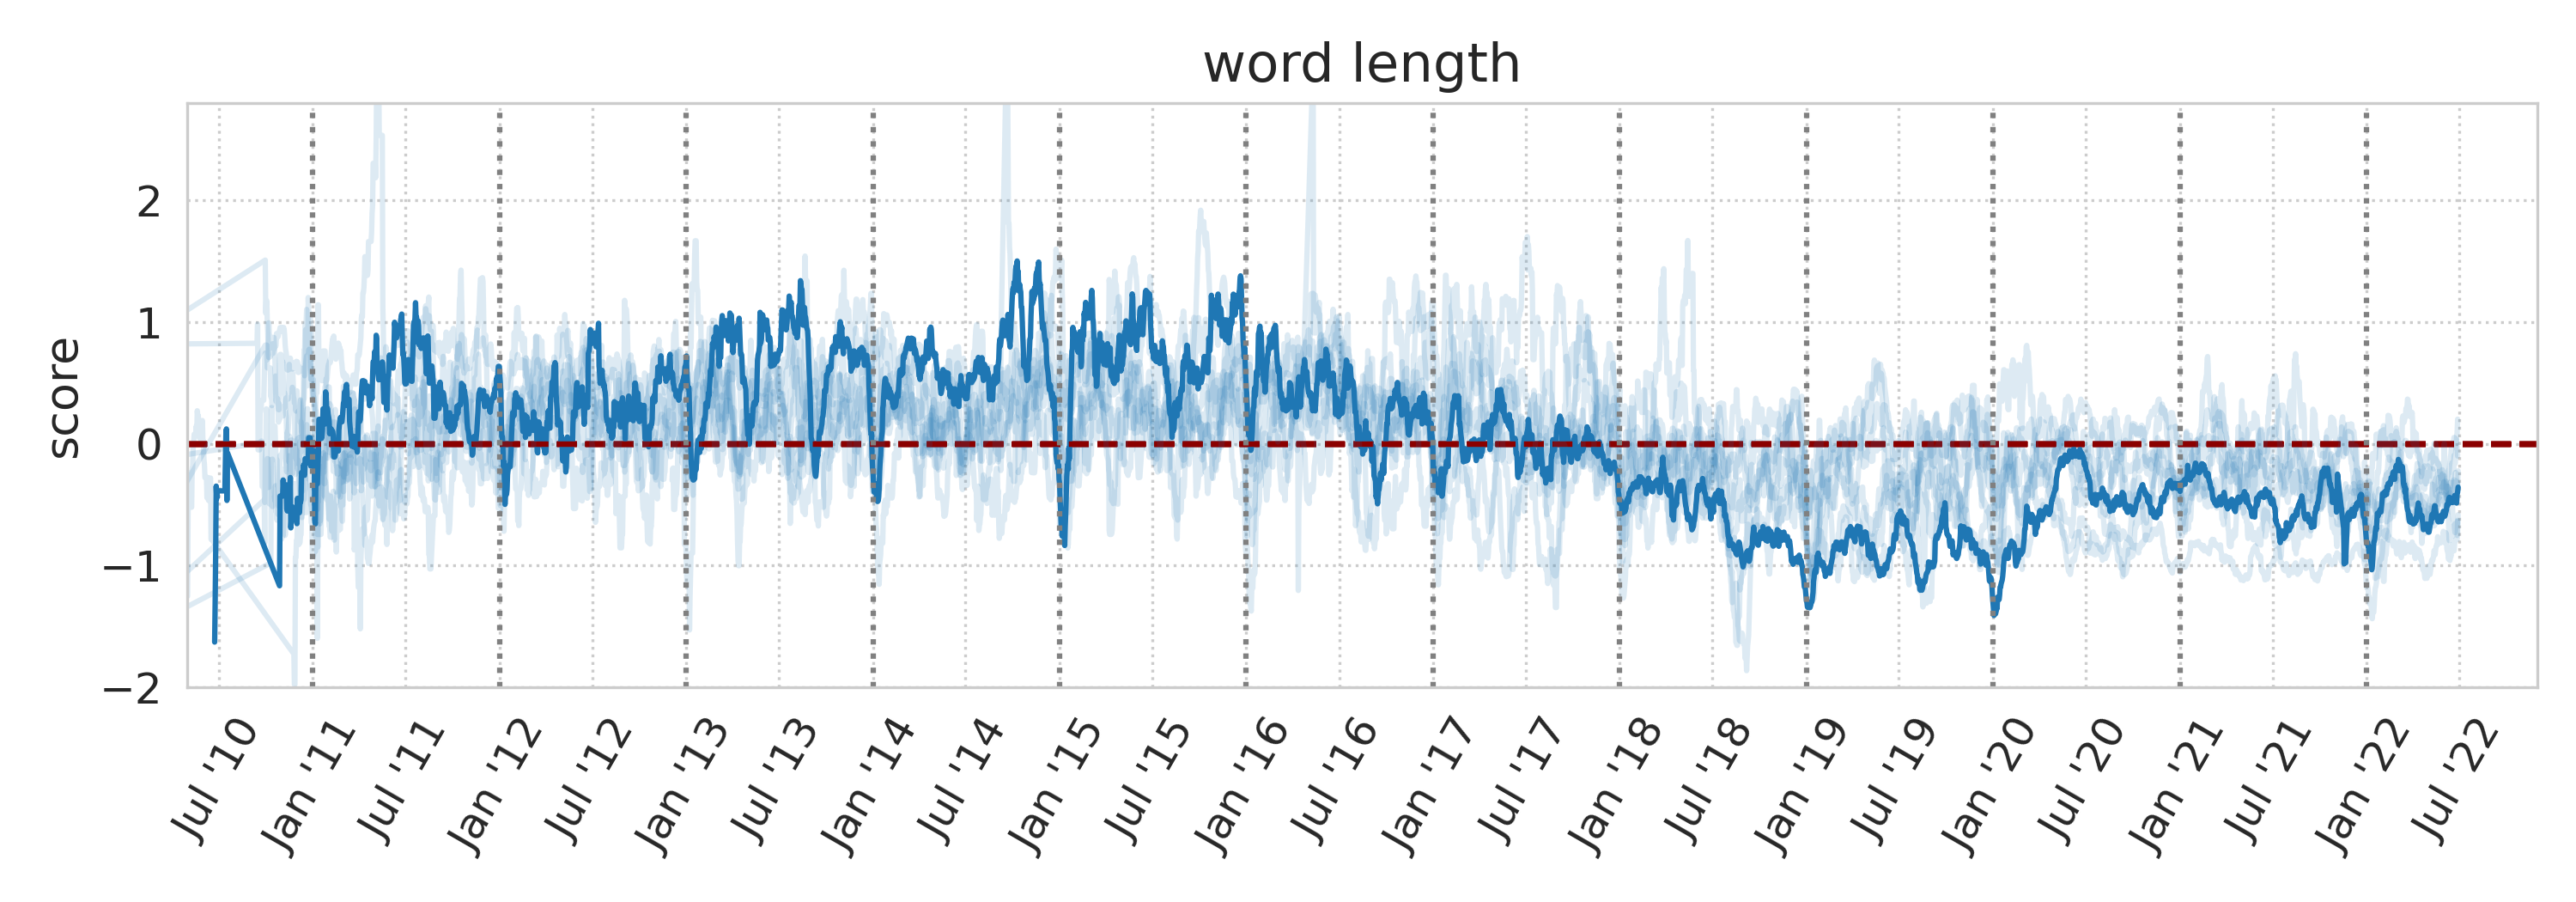 word length
score
2
1
0
−1
−2
Jul '10
Jan '11
Jul '11
Jan '12
Jul '12
Jan '13
Jul '13
Jan '14
Jul '14
Jan '15
Jul '15
Jan '16
Jul '16
Jan '17
Jul '17
Jan '18
Jul '18
Jan '19
Jul '19
Jan '20
Jul '20
Jan '21
Jul '21
Jan '22
Jul '22